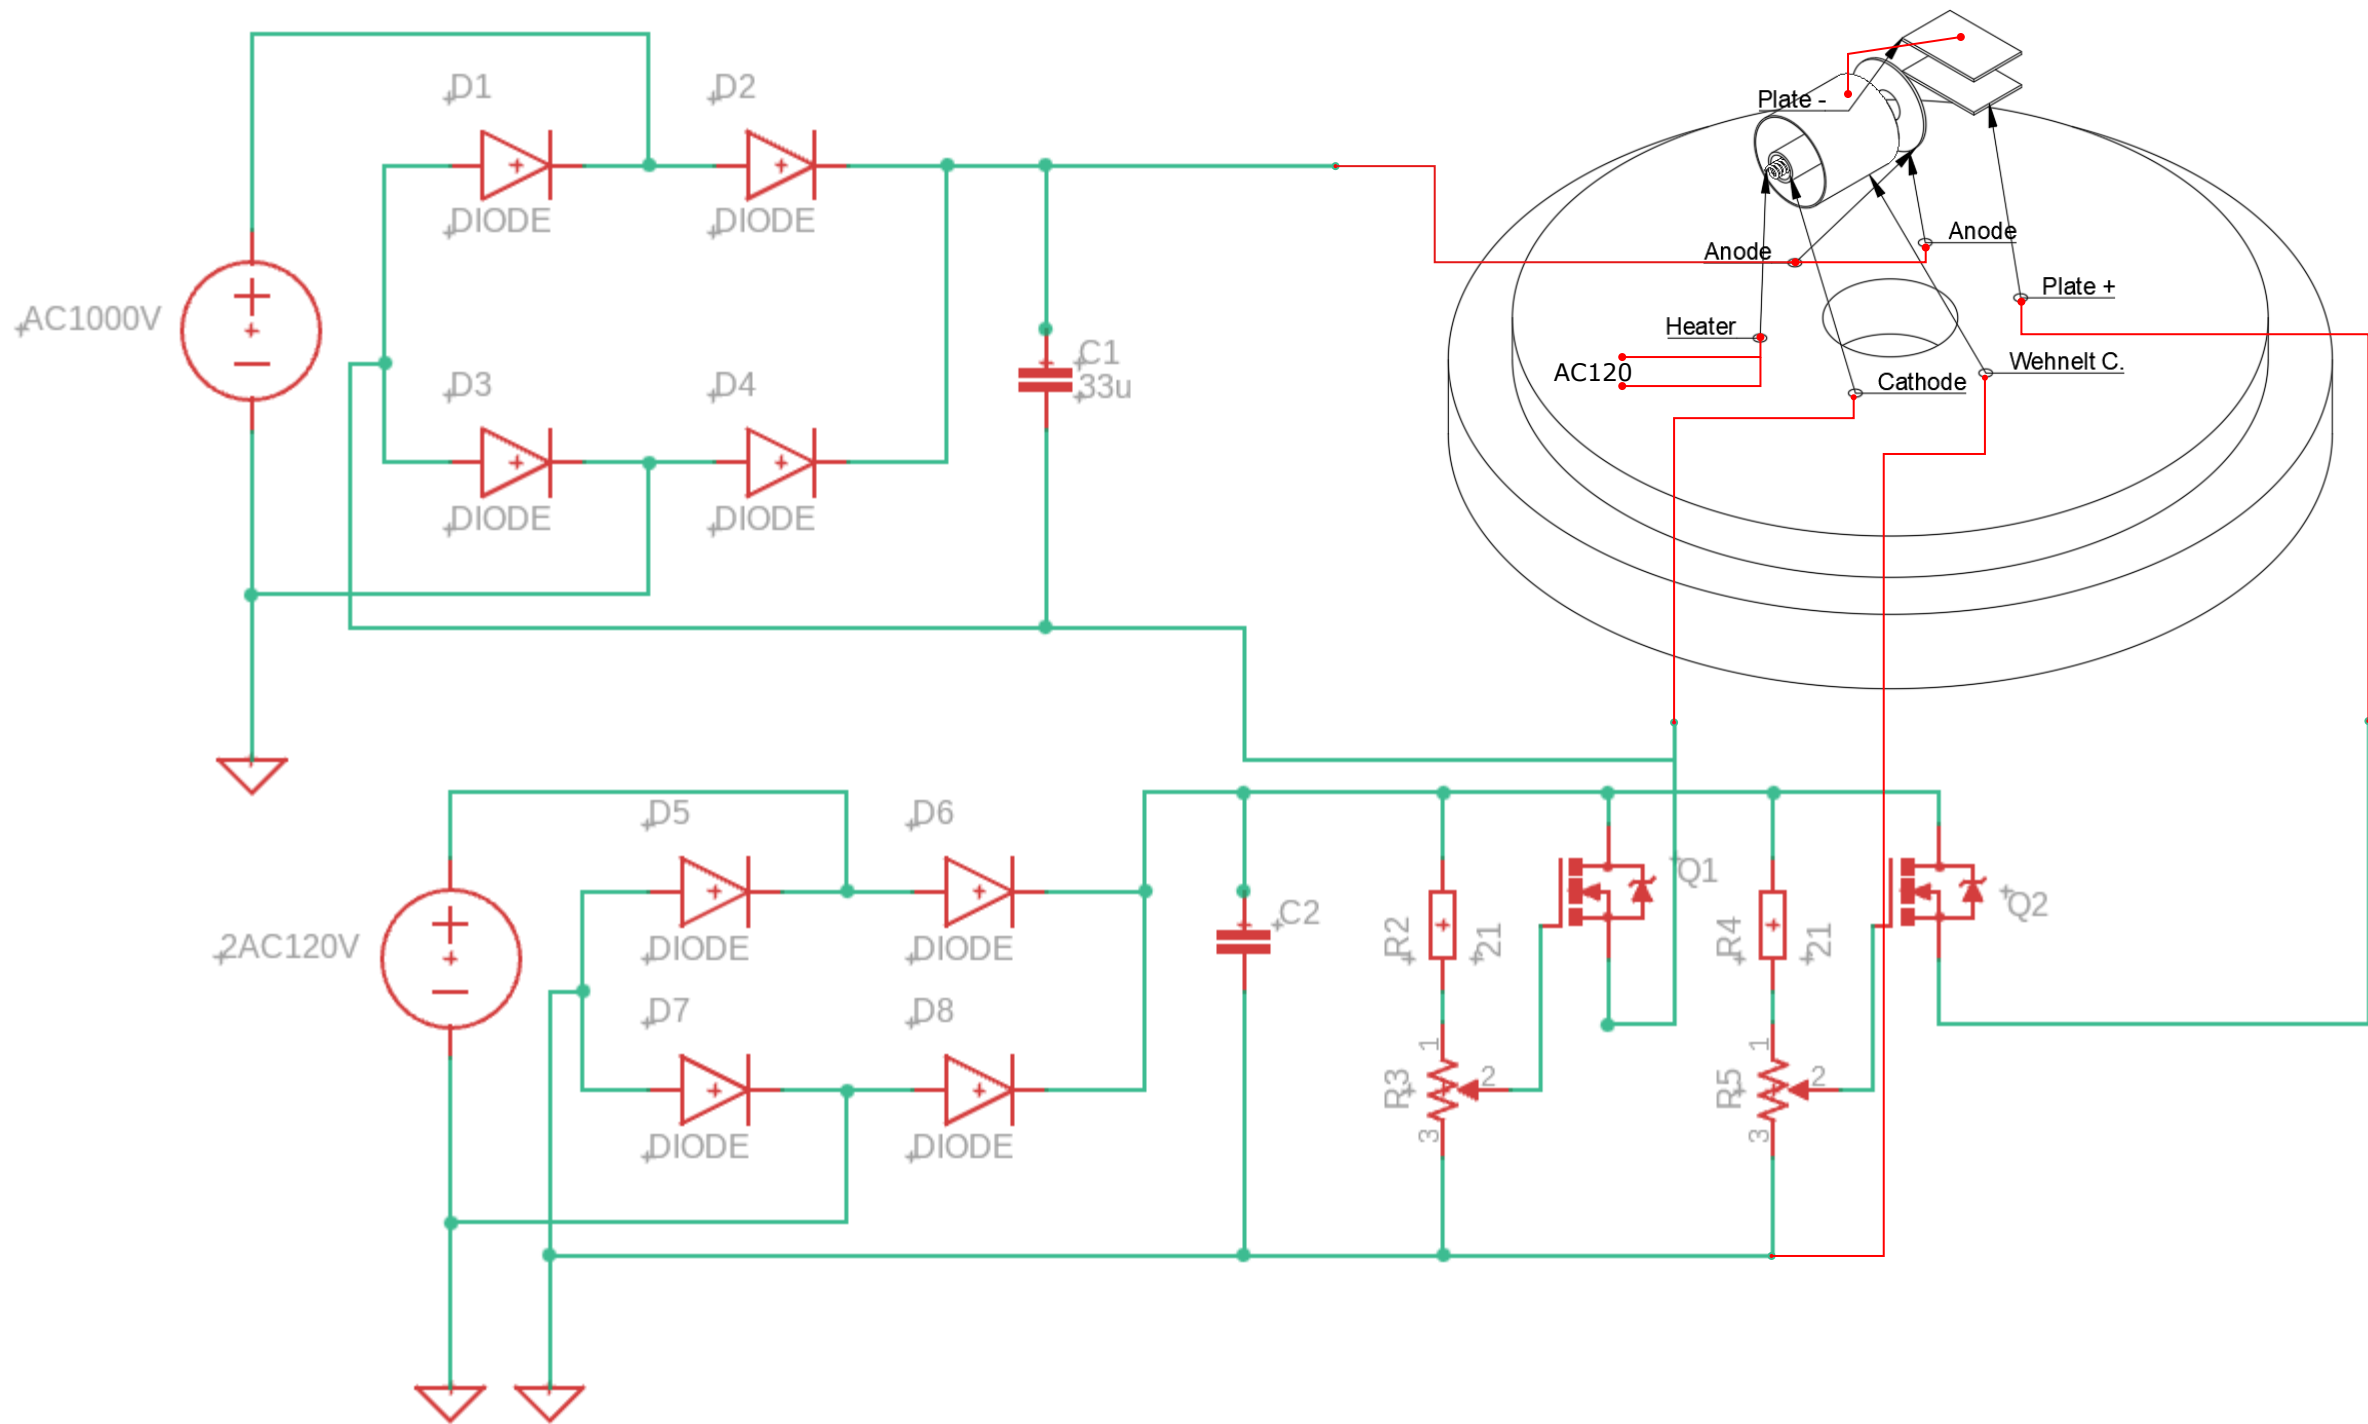 D1
D2
Plate -
DIODE
DIODE
Anode
Anode
Plate +
AC1000V
Heater
C1
33u
AC120
Wehnelt C.
Cathode
D3
D4
DIODE
DIODE
D5
D6
Q1
Q2
2AC120V
C2
R2
21
R4
21
DIODE
DIODE
D7
D8
1
1
R3
2
R5
2
3
3
DIODE
DIODE